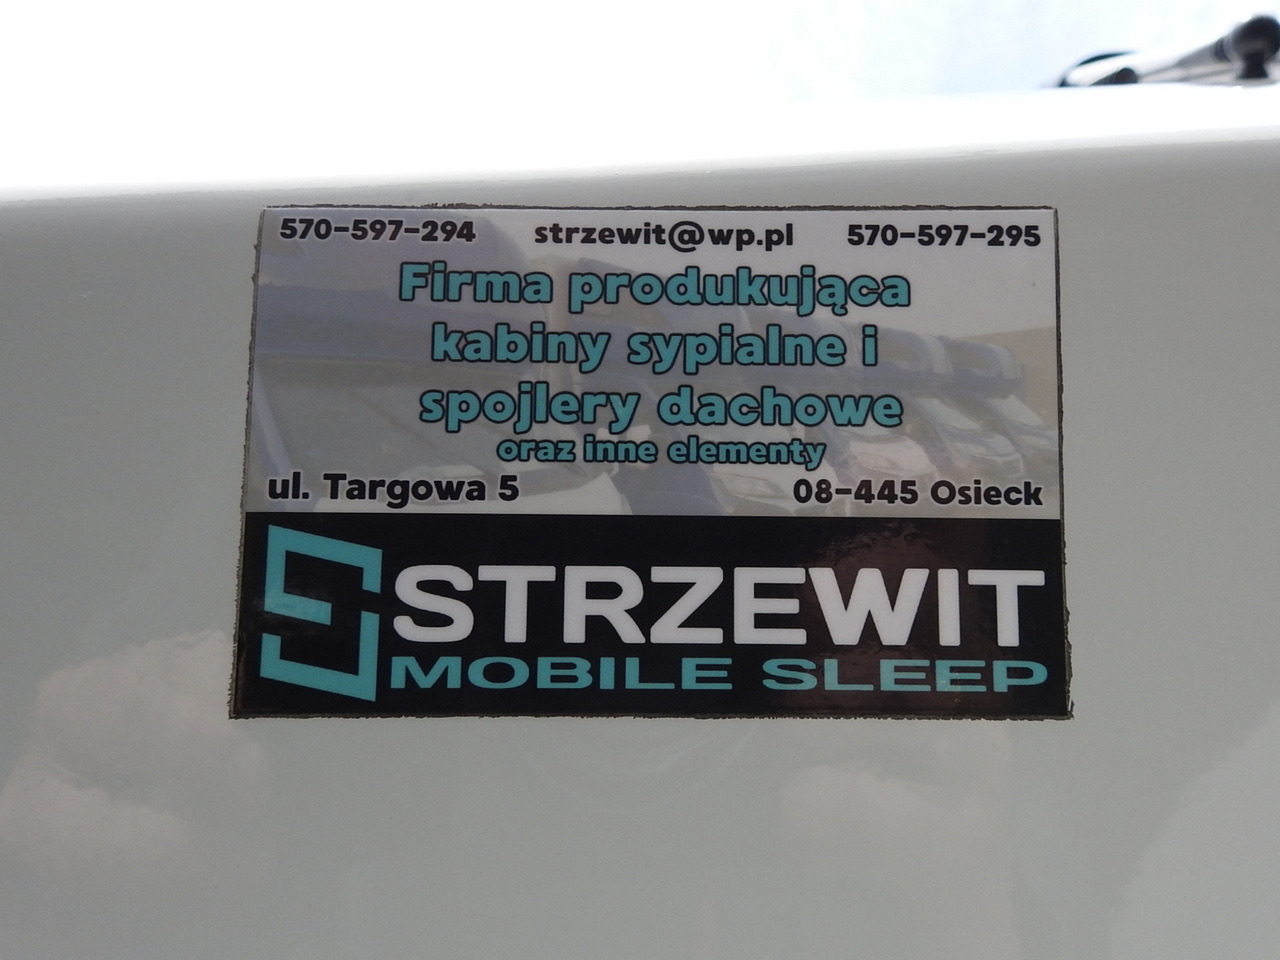 570-597-294 strzewit@wp.pl 570-597-295
Firma produkująca
kabiny sypialne i
spojlery dachowe
oraz inne elementy
ul. Targowa 5 08-445 Osieck
STRZEWIT
MOBILE SLEEP